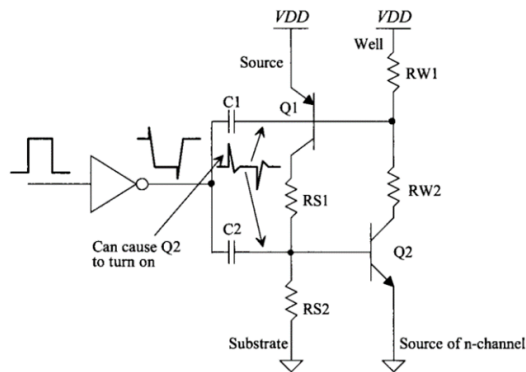 VDD
VDD
Well
Source
RW1
C1
Q1
RW2
RS1
Can cause Q2
to turn on
C2
Q2
RS2
Substrate
Source of n-channel